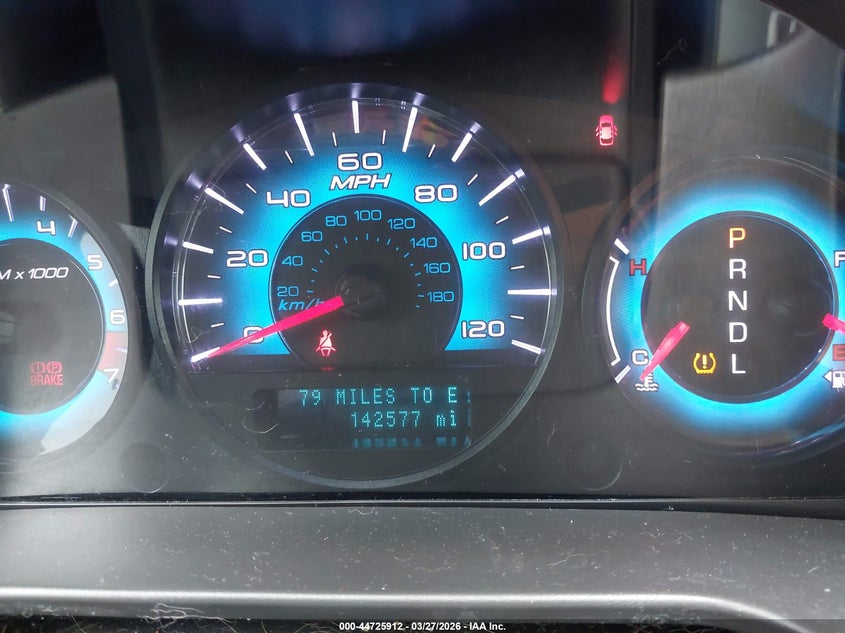 60
MPH
40
80
20
100
0
120
80 100 120
60
140
40
160
20
180
km/h
4
5
6
7
M x 1000
BRAKE
79 MILES TO E
142577 mi
P
R
N
D
L
H
C
F
E
000-44725912 - 03/27/2026 - IAA Inc.